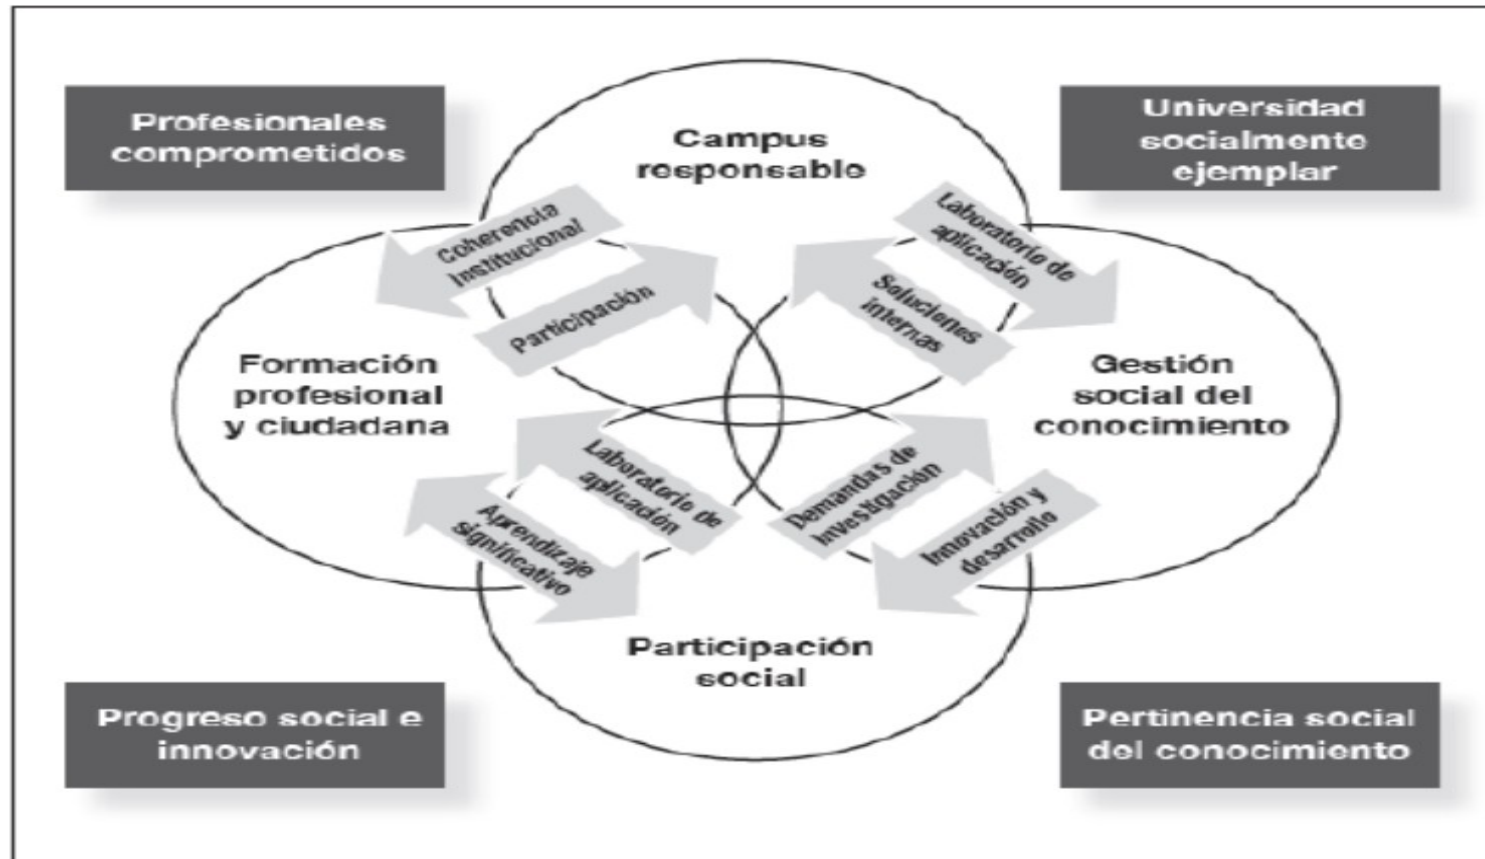 Profesionales
comprometidos
Campus
responsable
Universidad
socialmente
ejemplar
Coherencia
institucional
Participación
Laboratorio de
aplicación
Soluciones
internas
Formación
profesional
y ciudadana
Gestión
social del
conocimiento
Laboratorio de
aplicación
Aprendizaje
significativo
Demandas de
investigación
Innovación y
desarrollo
Participación
social
Progreso social e
innovación
Pertinencia social
del conocimiento